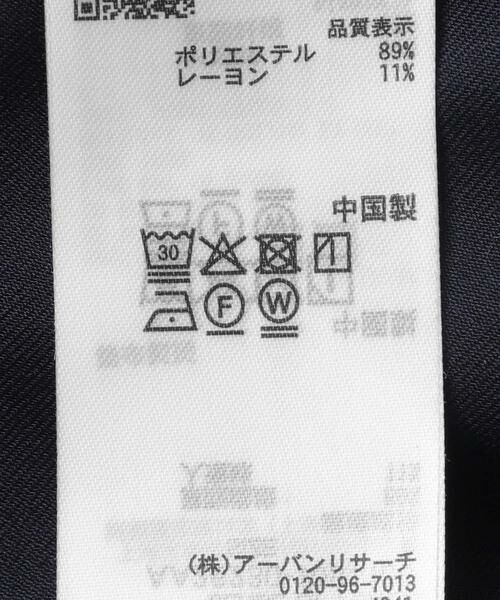 品質表示
ポリエステル 89%
レーヨン 11%
中国製
30
F W
(株)アーバンリサーチ
0120-96-7013